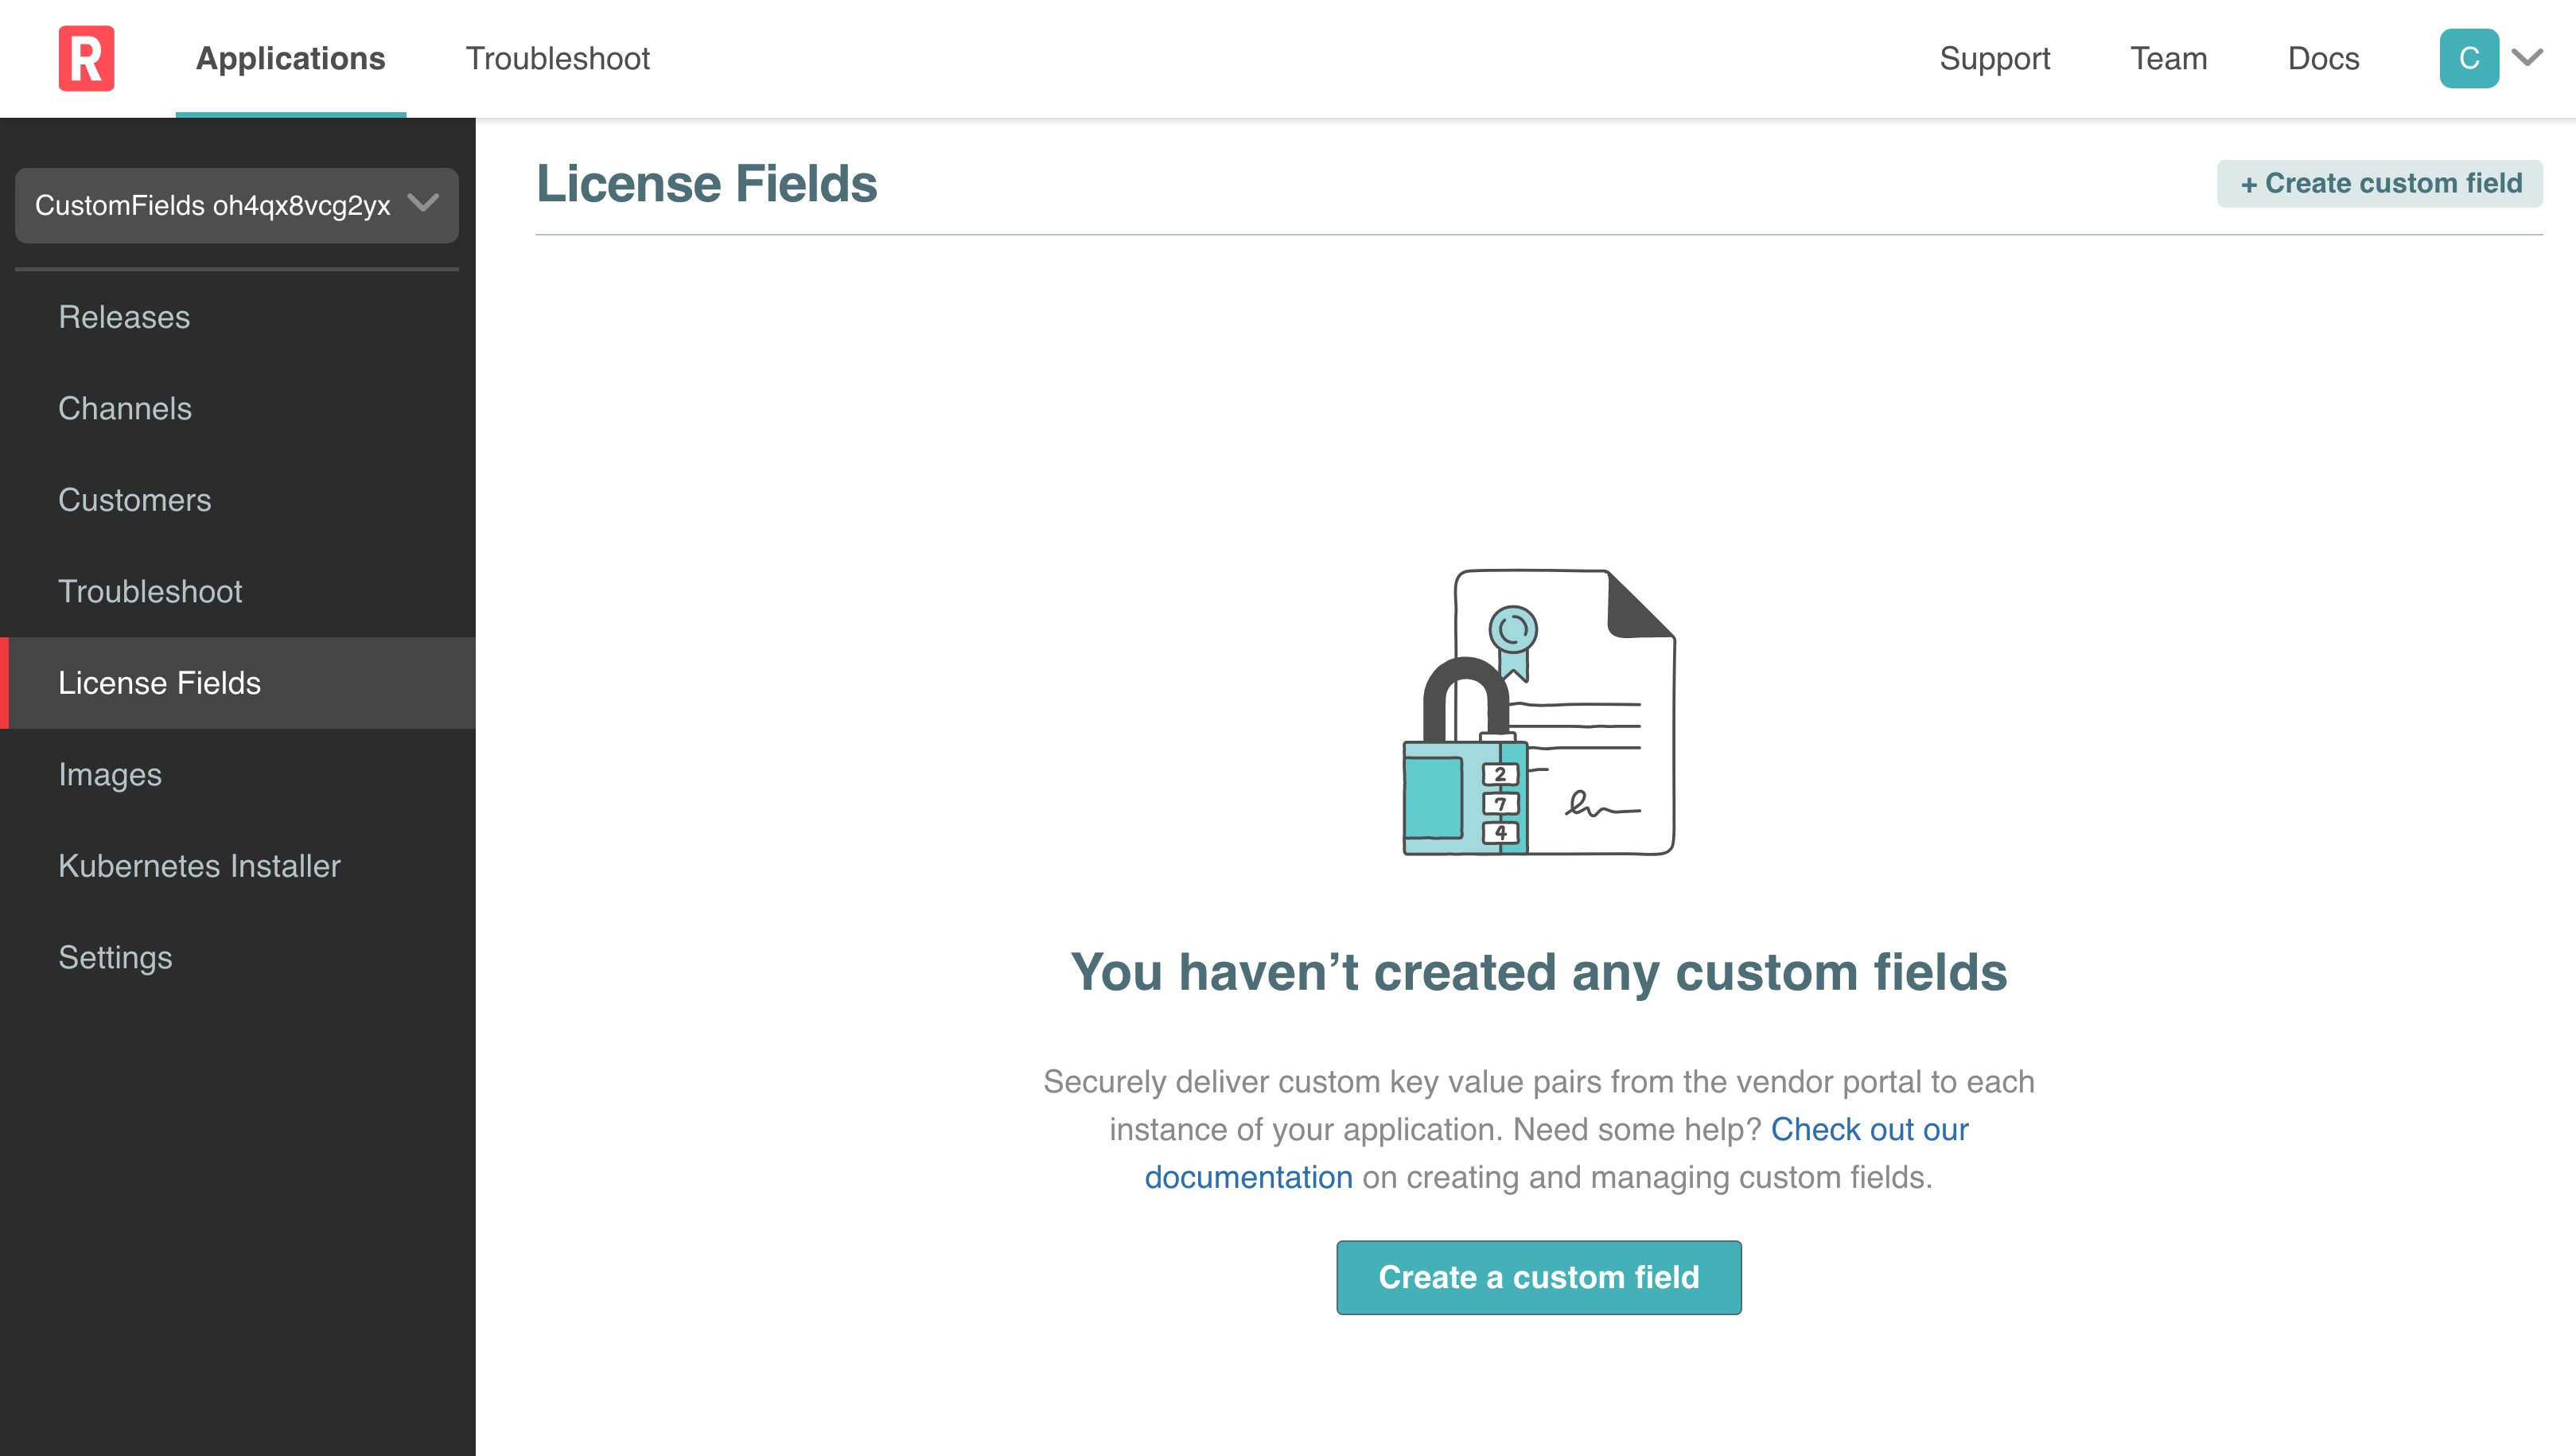 R Applications Troubleshoot Support Team Docs C
CustomFields oh4qx8vcg2yx
Releases
Channels
Customers
Troubleshoot
License Fields
Images
Kubernetes Installer
Settings
License Fields
+ Create custom field
2
7
4
You haven’t created any custom fields
Securely deliver custom key value pairs from the vendor portal to each
instance of your application. Need some help? Check out our
documentation on creating and managing custom fields.
Create a custom field